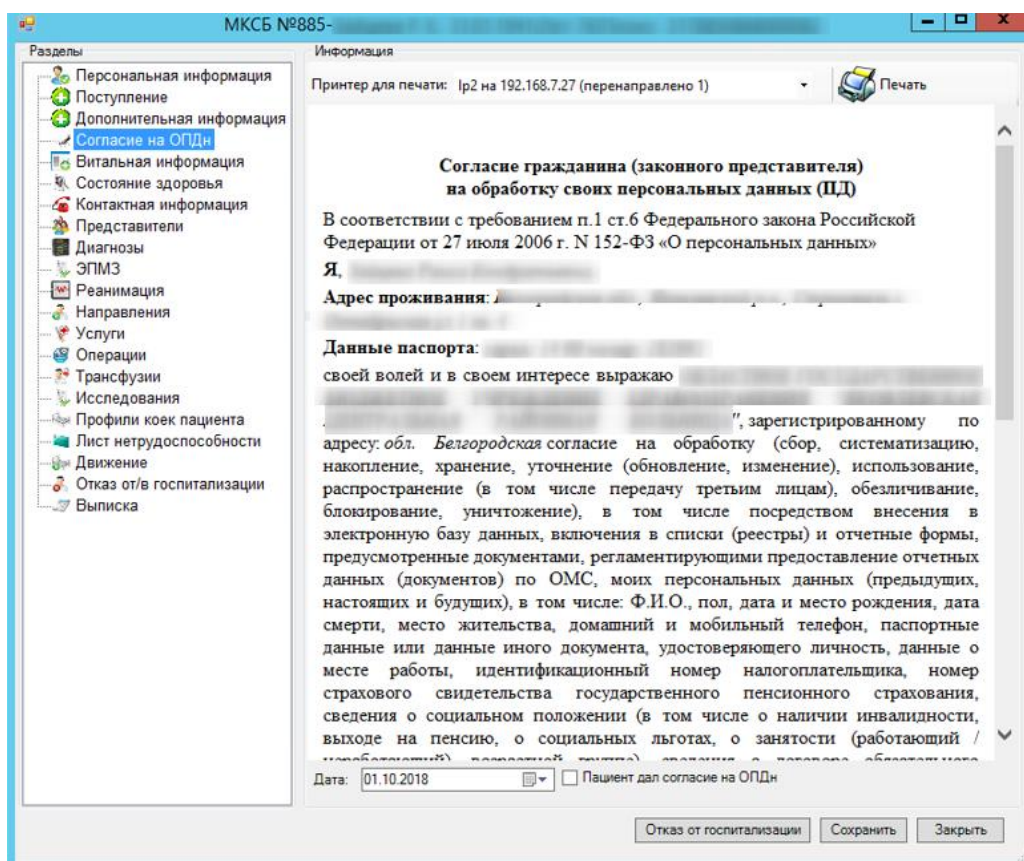 МКСБ №885-
Разделы
Персональная информация
Поступление
Дополнительная информация
Согласие на ОПДн
Витальная информация
Состояние здоровья
Контактная информация
Представители
Диагнозы
ЭПМЗ
Реанимация
Направления
Услуги
Операции
Трансфузии
Исследования
Профили коек пациента
Лист нетрудоспособности
Движение
Отказ от/в госпитализации
Выписка
Информация
Принтер для печати: lp2 на 192.168.7.27 (перенаправлено 1)
Печать
Согласие гражданина (законного представителя)
на обработку своих персональных данных (ПД)
В соответствии с требованием п.1 ст.6 Федерального закона Российской
Федерации от 27 июля 2006 г. N 152-ФЗ «О персональных данных»
Я,
Адрес проживания:
Данные паспорта:
своей волей и в своем интересе выражаю
", зарегистрированному по
адресу: обл. Белгородская согласие на обработку (сбор, систематизацию,
накопление, хранение, уточнение (обновление, изменение), использование,
распространение (в том числе передачу третьим лицам), обезличивание,
блокирование, уничтожение), в том числе посредством внесения в
электронную базу данных, включения в списки (реестры) и отчетные формы,
предусмотренные документами, регламентирующими предоставление отчетных
данных (документов) по ОМС, моих персональных данных (предыдущих,
настоящих и будущих), в том числе: Ф.И.О., пол, дата и место рождения, дата
смерти, место жительства, домашний и мобильный телефон, паспортные
данные или данные иного документа, удостоверяющего личность, данные о
месте работы, идентификационный номер налогоплательщика, номер
страхового свидетельства государственного пенсионного страхования,
сведения о социальном положении (в том числе о наличии инвалидности,
выходе на пенсию, о социальных льготах, о занятости (работающий /
Дата: 01.10.2018
Пациент дал согласие на ОПДн
Отказ от госпитализации
Сохранить
Закрыть